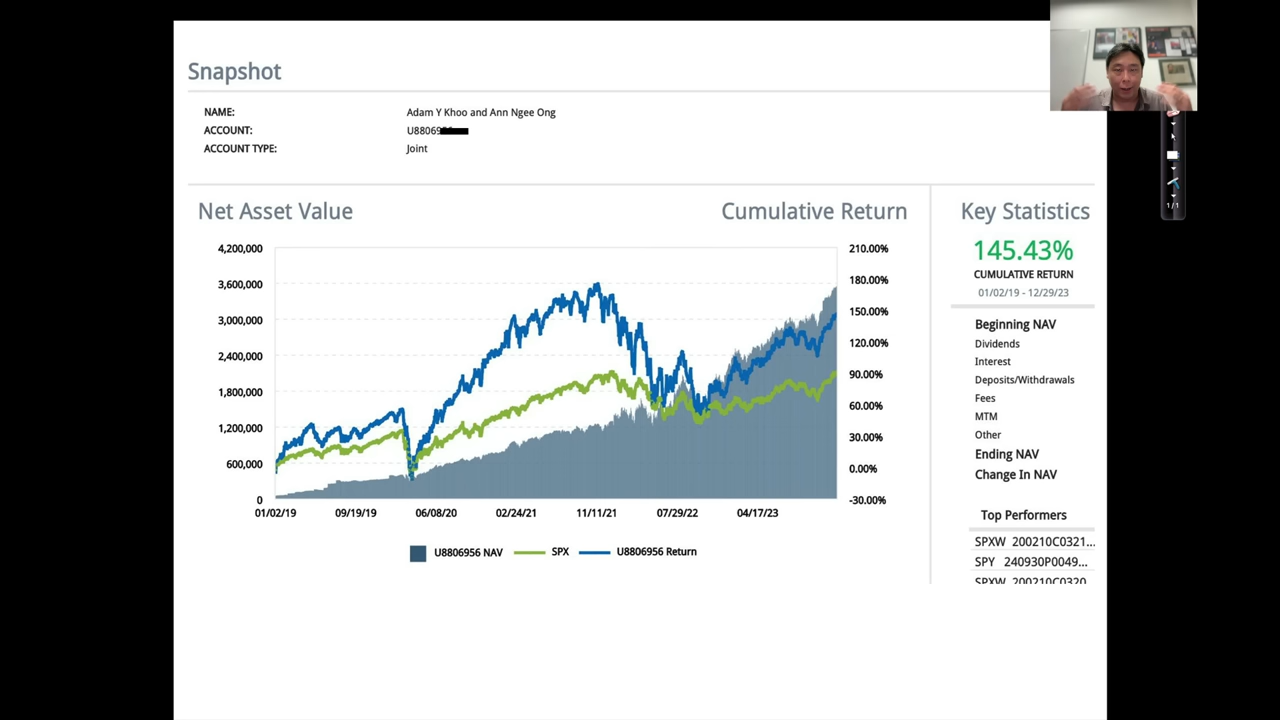 Snapshot
NAME: Adam Y Khoo and Ann Ngee Ong
ACCOUNT: U8806
ACCOUNT TYPE: Joint
Net Asset Value Cumulative Return Key Statistics
4,200,000 210.00% 145.43%
CUMULATIVE RETURN
3,600,000 180.00%
01/02/19 - 12/29/23
3,000,000 150.00%
Beginning NAV
Dividends
2,400,000 120.00%
Interest
Deposits/Withdrawals
1,800,000 90.00%
Fees
60.00%
MTM
1,200,000 30.00%
Other
Ending NAV
600,000 0.00%
Change In NAV
0 -30.00%
01/02/19 09/19/19 06/08/20 02/24/21 11/11/21 07/29/22 04/17/23
Top Performers
SPXW 200210C0321...
U8806956 NAV SPX U8806956 Return
SPY 240930P0049...
SPXW 200210C0320
1/1